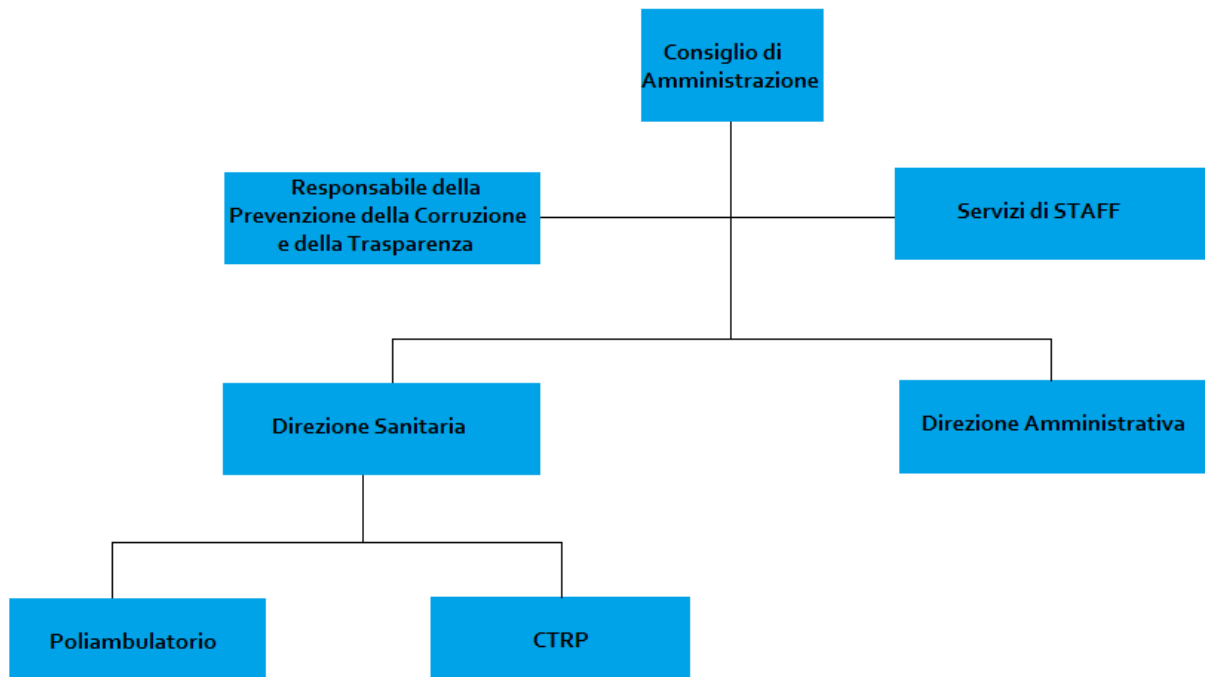 Consiglio di
Amministrazione
Responsabile della
Prevenzione della Corruzione
e della Trasparenza
Servizi di STAFF
Direzione Sanitaria
Direzione Amministrativa
Poliambulatorio
CTRP